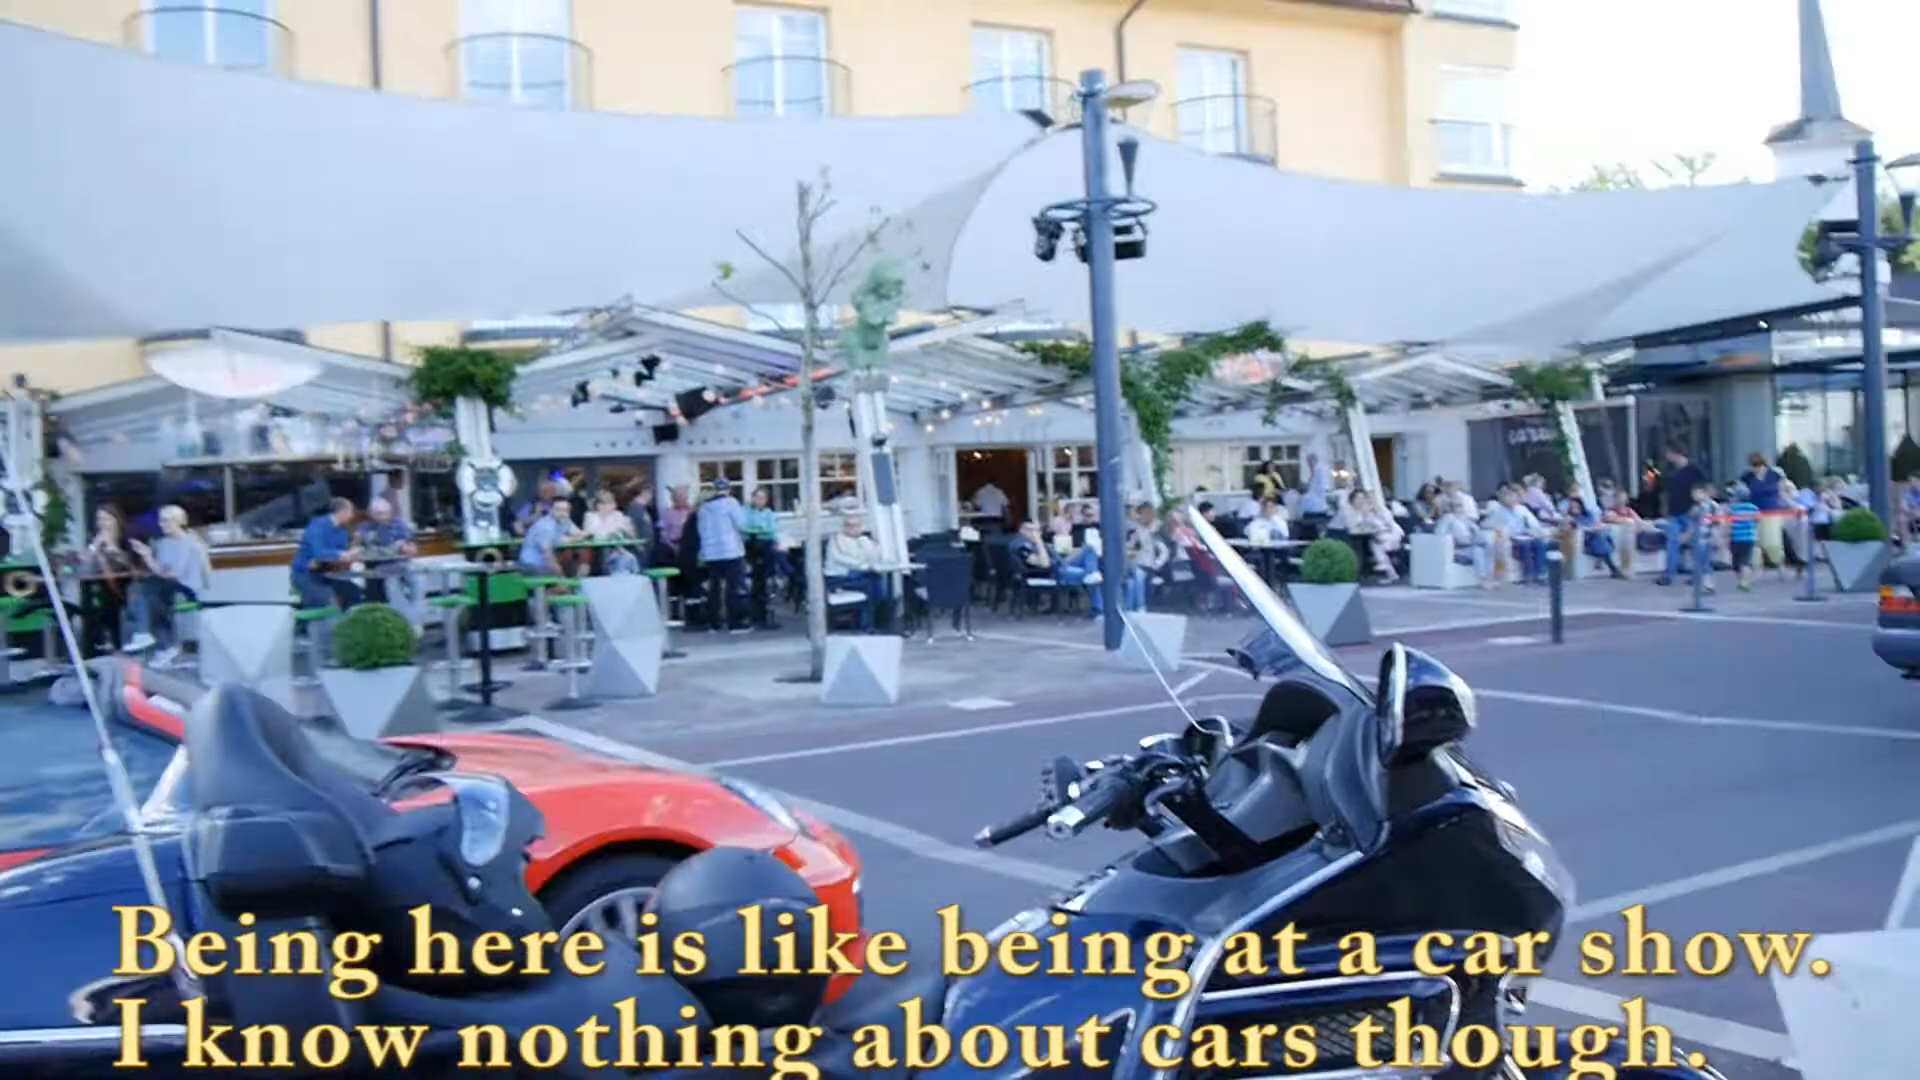 Being here is like being at a car show.
I know nothing about cars though.